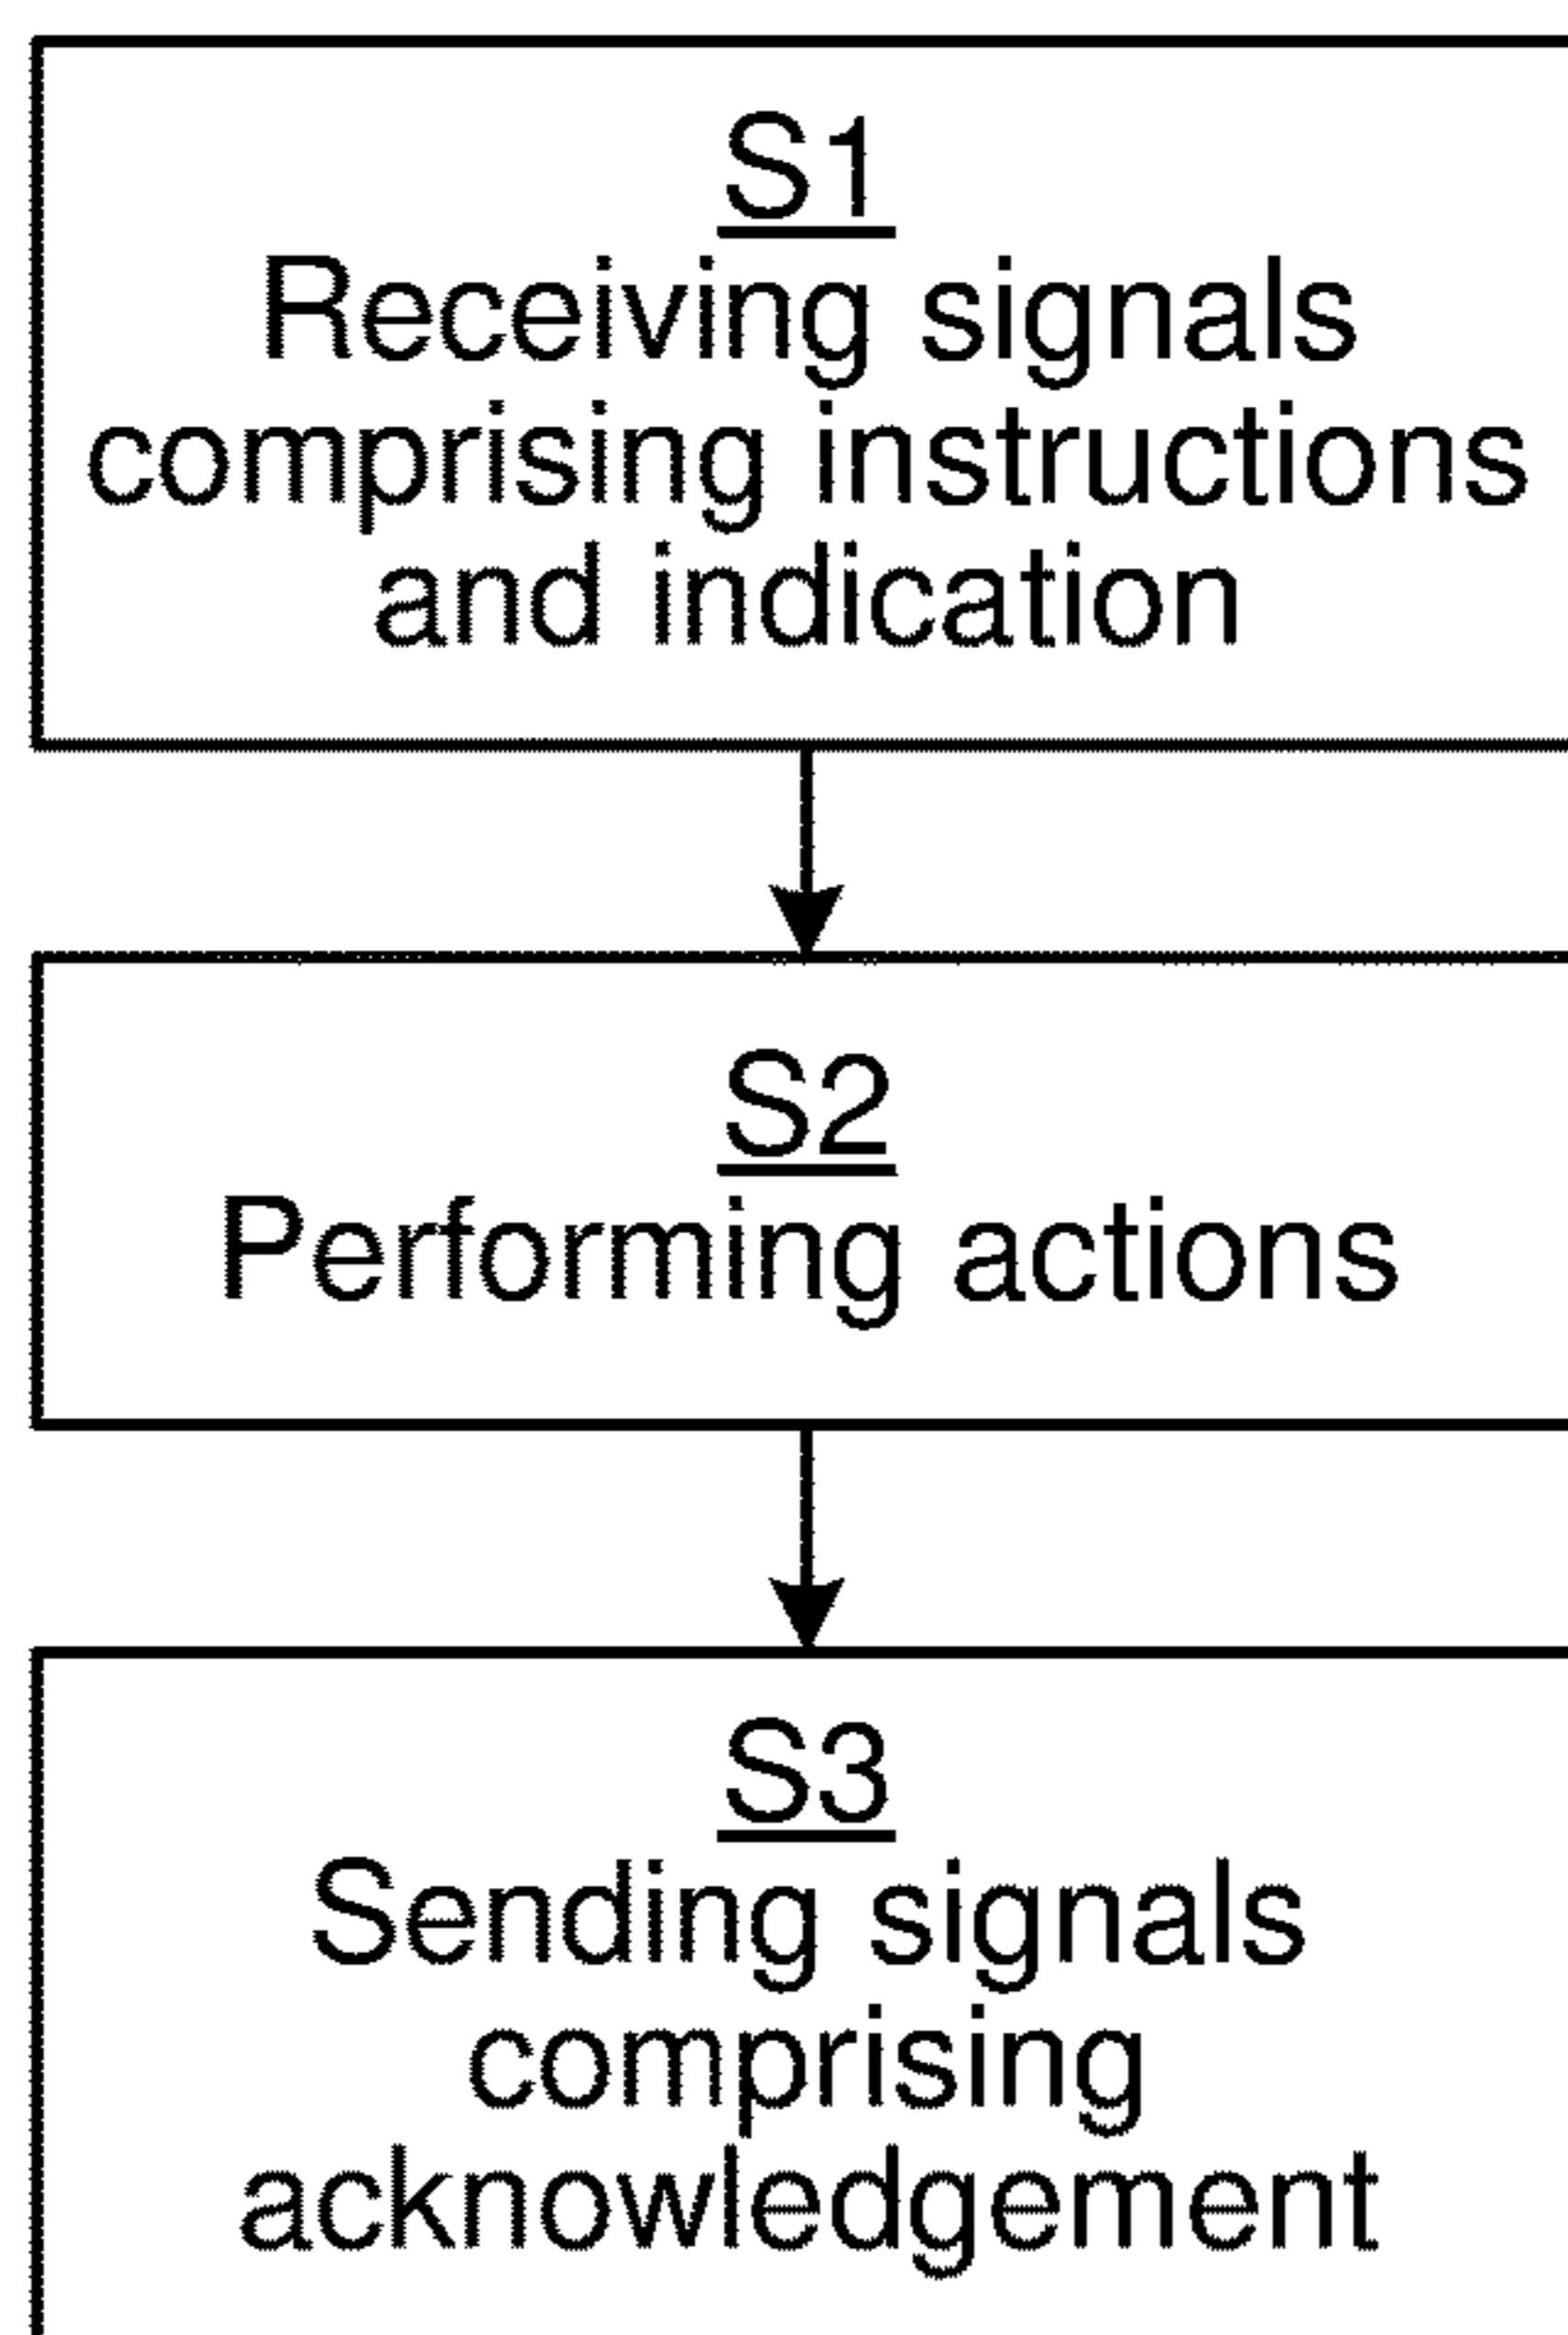 S1
Receiving signals
comprising instructions
and indication
S2
Performing actions
S3
Sending signals
comprising
acknowledgement